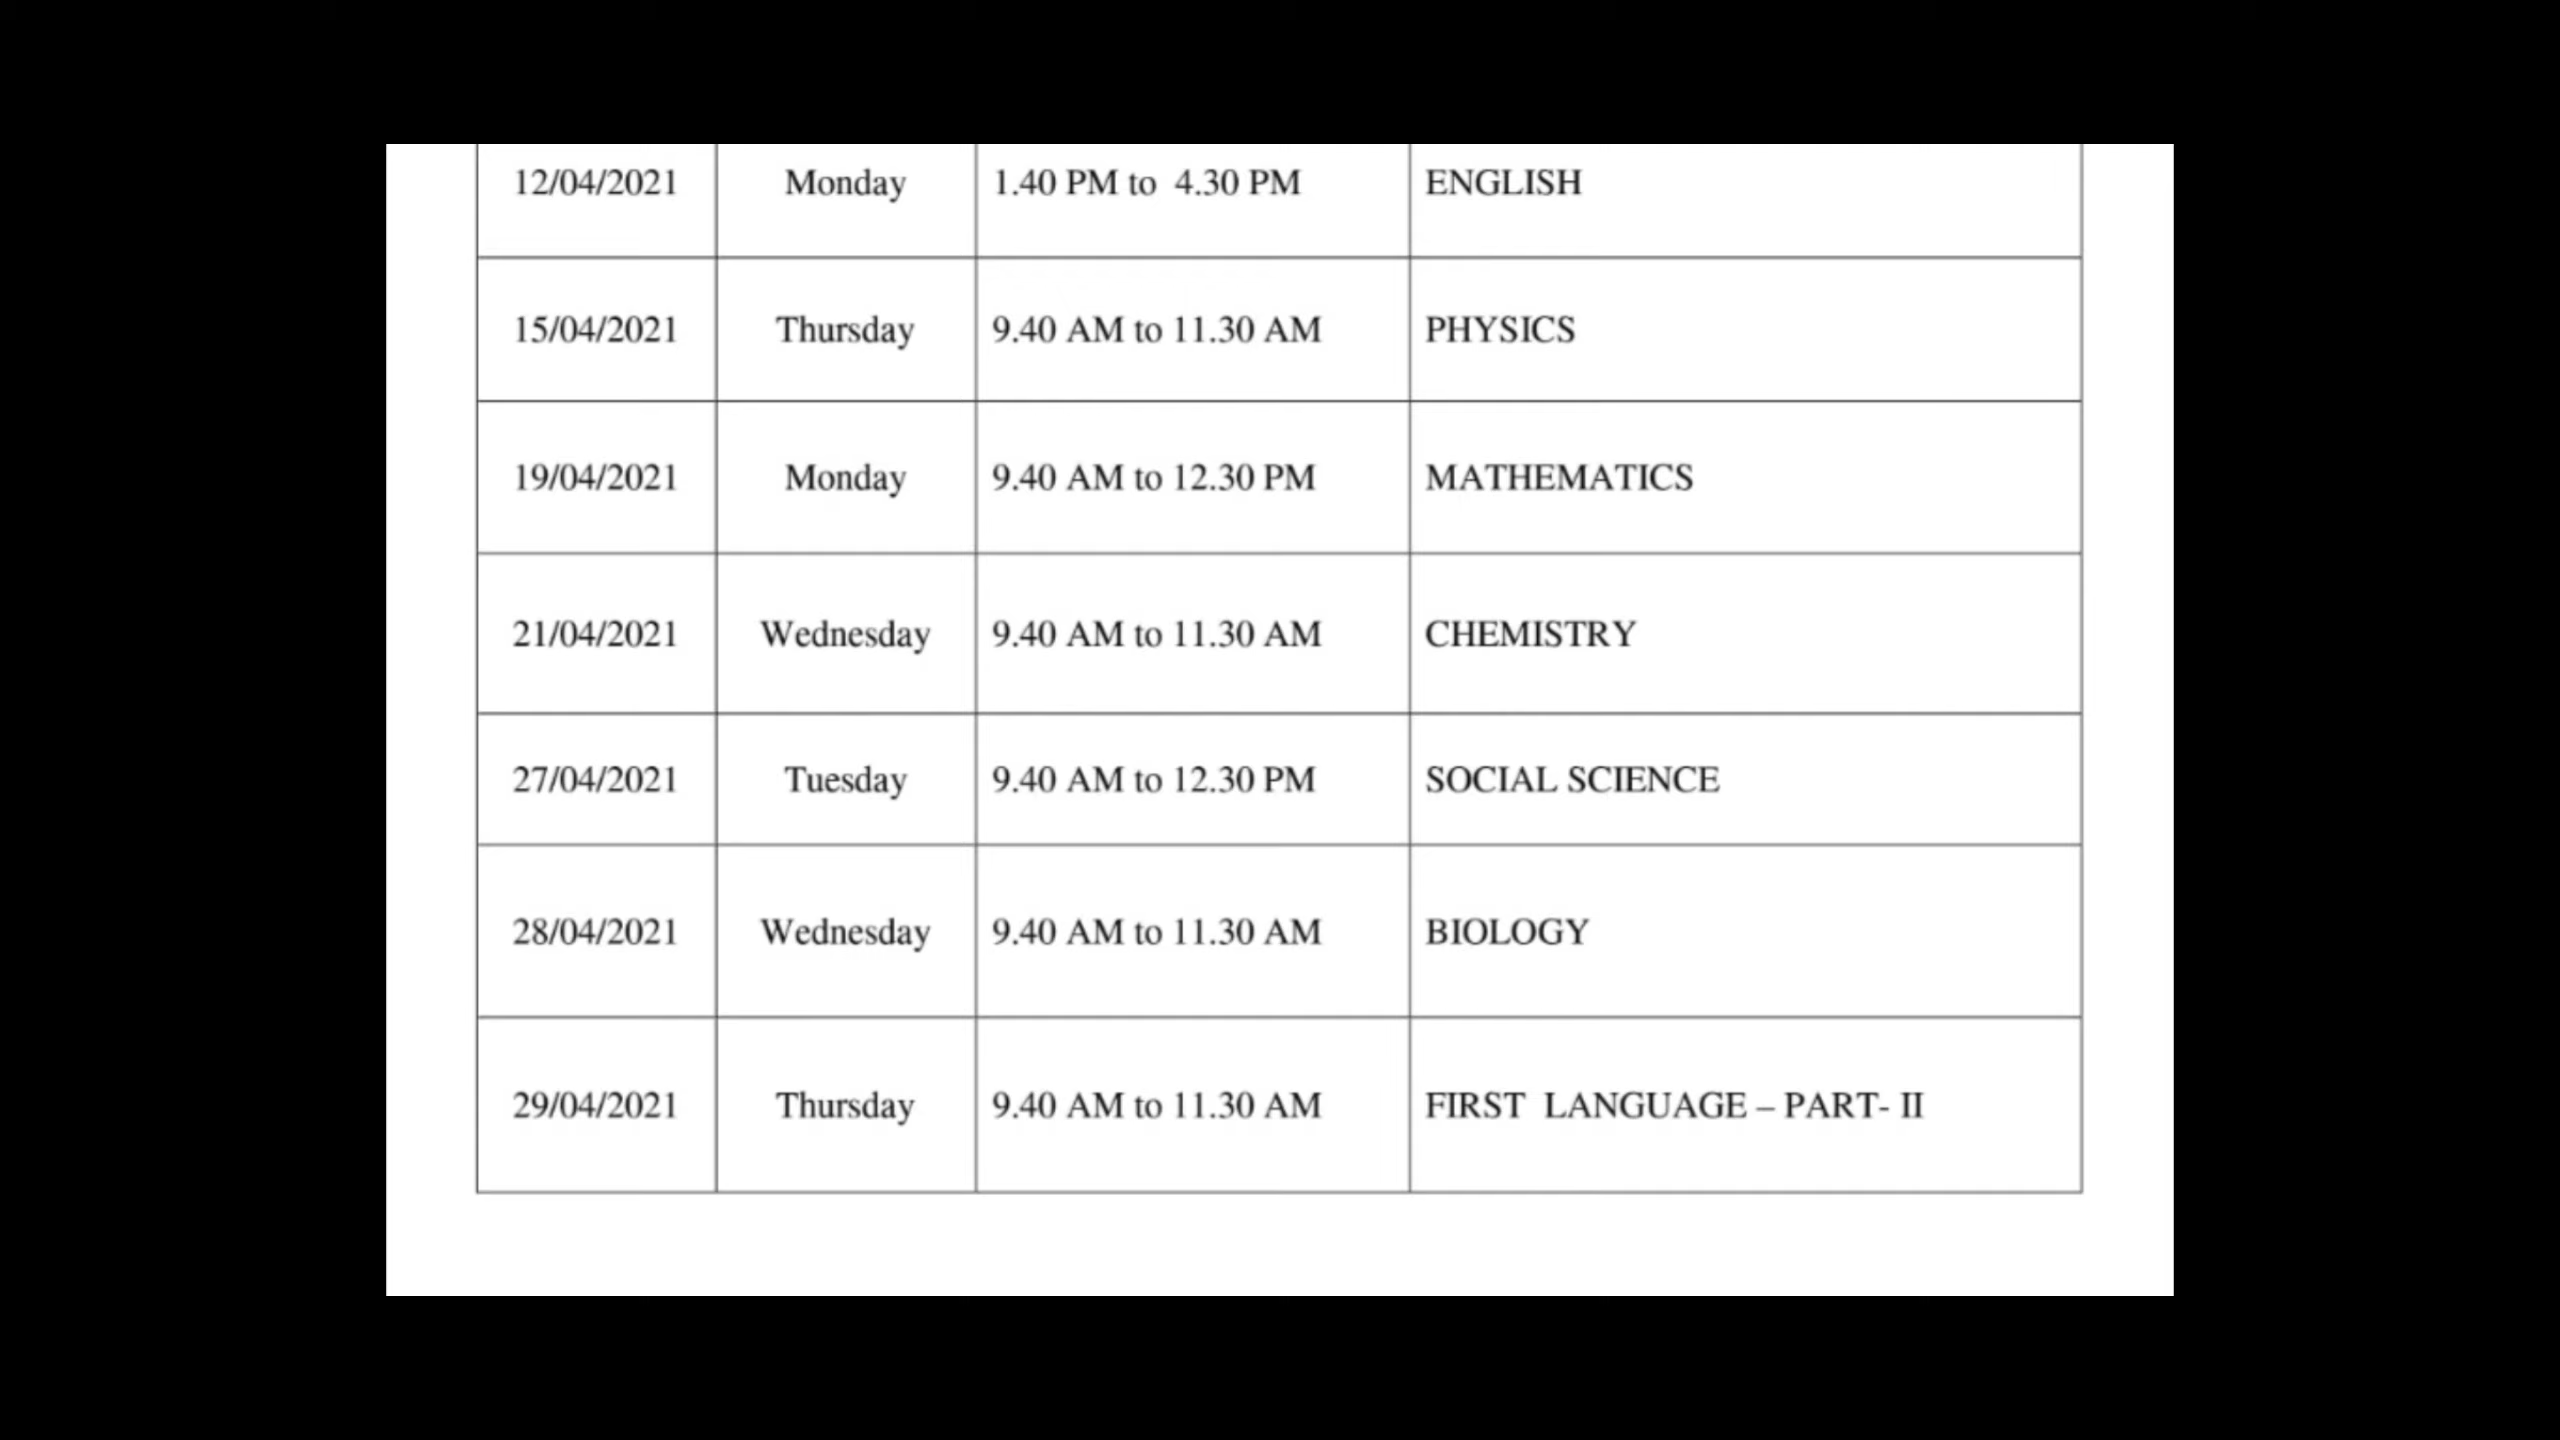 12/04/2021 Monday 1.40 PM to 4.30 PM ENGLISH
15/04/2021 Thursday 9.40 AM to 11.30 AM PHYSICS
19/04/2021 Monday 9.40 AM to 12.30 PM MATHEMATICS
21/04/2021 Wednesday 9.40 AM to 11.30 AM CHEMISTRY
27/04/2021 Tuesday 9.40 AM to 12.30 PM SOCIAL SCIENCE
28/04/2021 Wednesday 9.40 AM to 11.30 AM BIOLOGY
29/04/2021 Thursday 9.40 AM to 11.30 AM FIRST LANGUAGE – PART- II